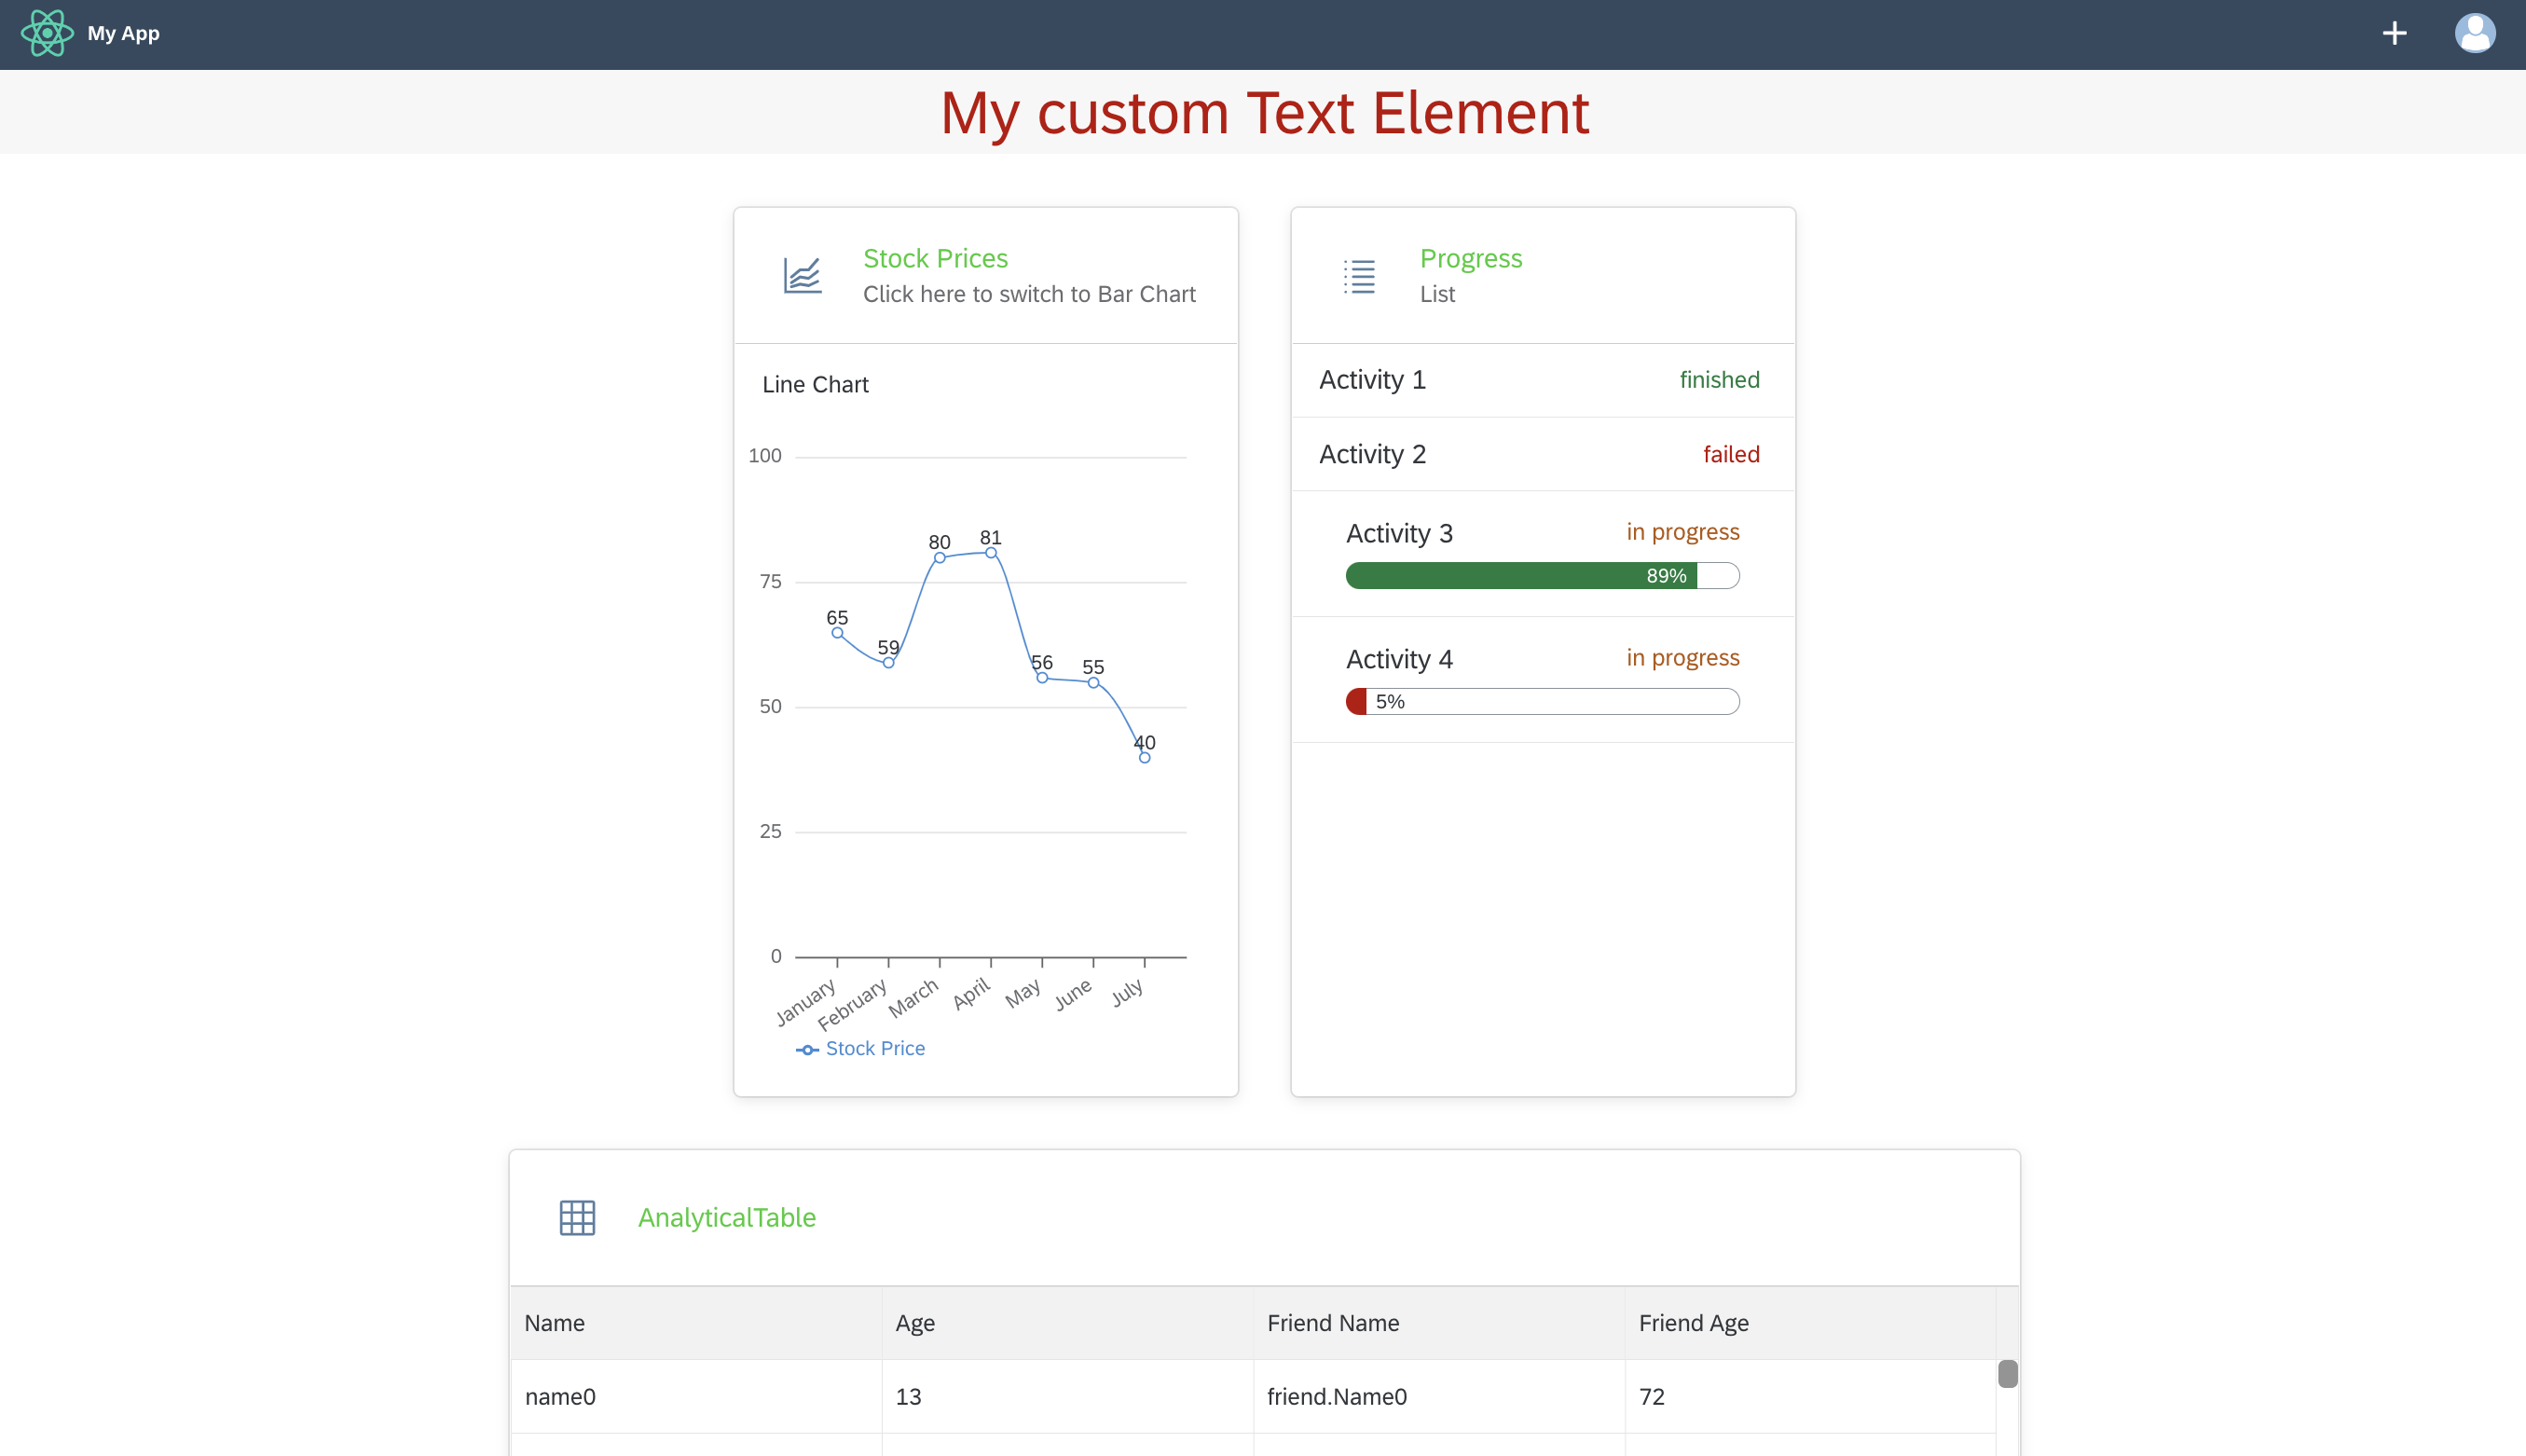 My App
My custom Text Element
Stock Prices
Click here to switch to Bar Chart
Line Chart
100
75
50
25
0
65
59
80
81
56
55
40
January
February
March
April
May
June
July
Stock Price
Progress
List
Activity 1 finished
Activity 2 failed
Activity 3 in progress
89%
Activity 4 in progress
5%
AnalyticalTable
Name Age Friend Name Friend Age
name0 13 friend.Name0 72